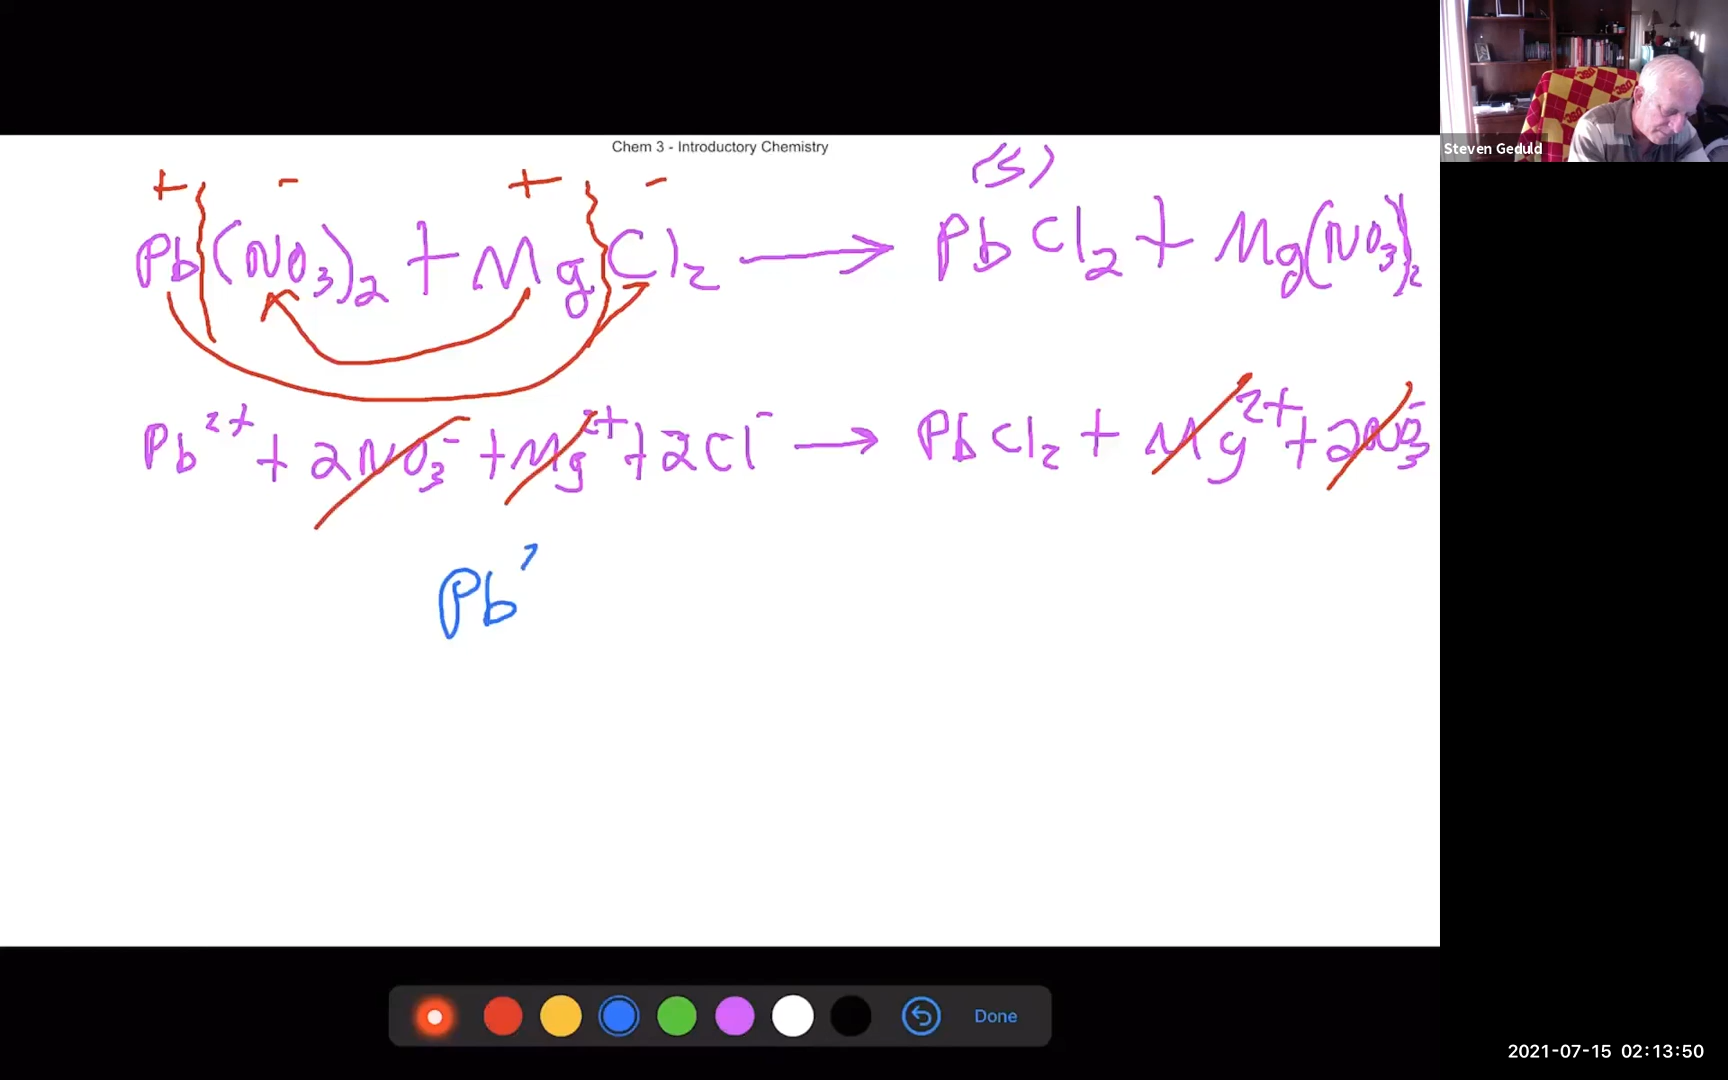 Chem 3 - Introductory Chemistry
Steven Geduld
+ - + - (s)
Pb(NO3)2 + MgCl2 → PbCl2 + Mg(NO3)2
Pb2+ + 2NO3- + Mg2+ + 2Cl- → PbCl2 + Mg2+ + 2NO3-
Pb
Done
2021-07-15 02:13:50